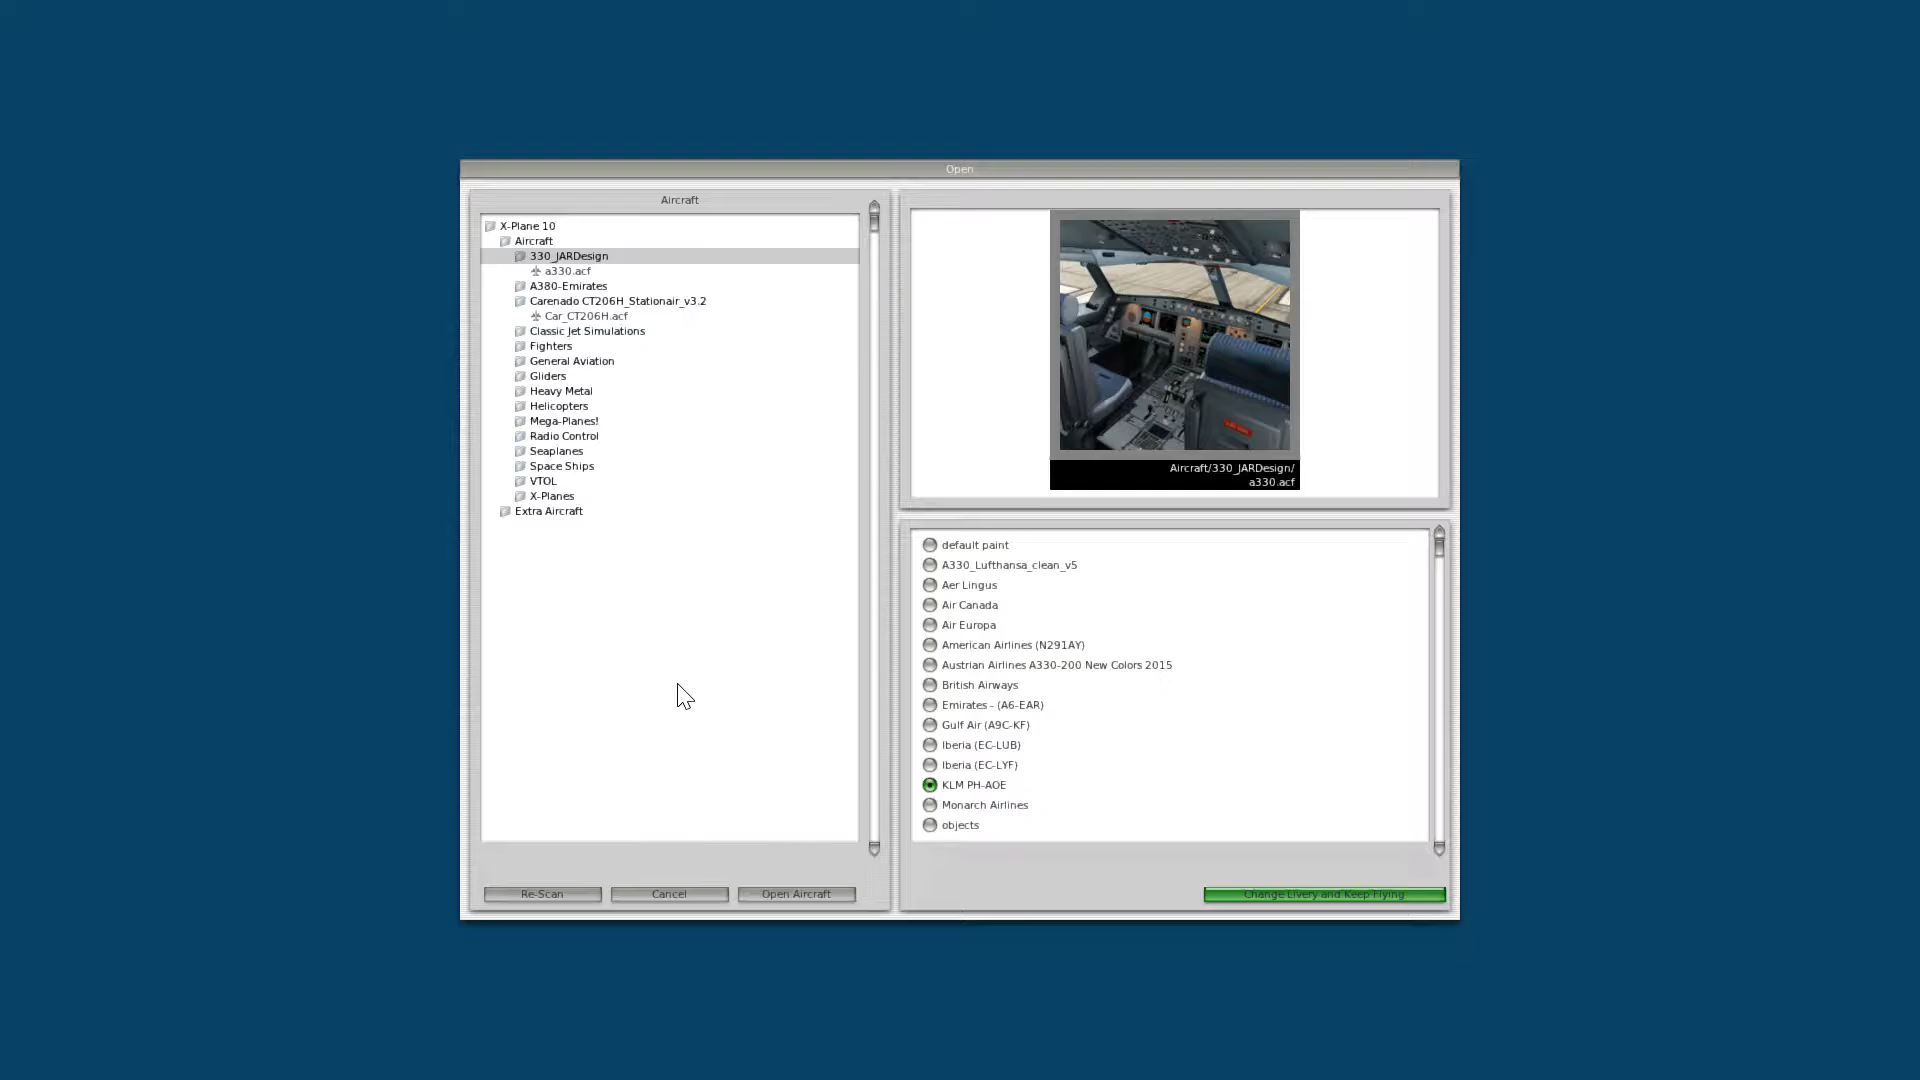 Open
Aircraft
X-Plane 10
Aircraft
330_JARDesign
a330.acf
A380-Emirates
Carenado CT206H_Stationair_v3.2
Car_CT206H.acf
Classic Jet Simulations
Fighters
General Aviation
Gliders
Heavy Metal
Helicopters
Mega-Planes!
Radio Control
Seaplanes
Space Ships
VTOL
X-Planes
Extra Aircraft
Re-Scan
Cancel
Open Aircraft
Aircraft/330_JARDesign/
a330.acf
default paint
A330_Lufthansa_clean_v5
Aer Lingus
Air Canada
Air Europa
American Airlines (N291AY)
Austrian Airlines A330-200 New Colors 2015
British Airways
Emirates - (A6-EAR)
Gulf Air (A9C-KF)
Iberia (EC-LUB)
Iberia (EC-LYF)
KLM PH-AOE
Monarch Airlines
objects
Change Livery and Keep Flying